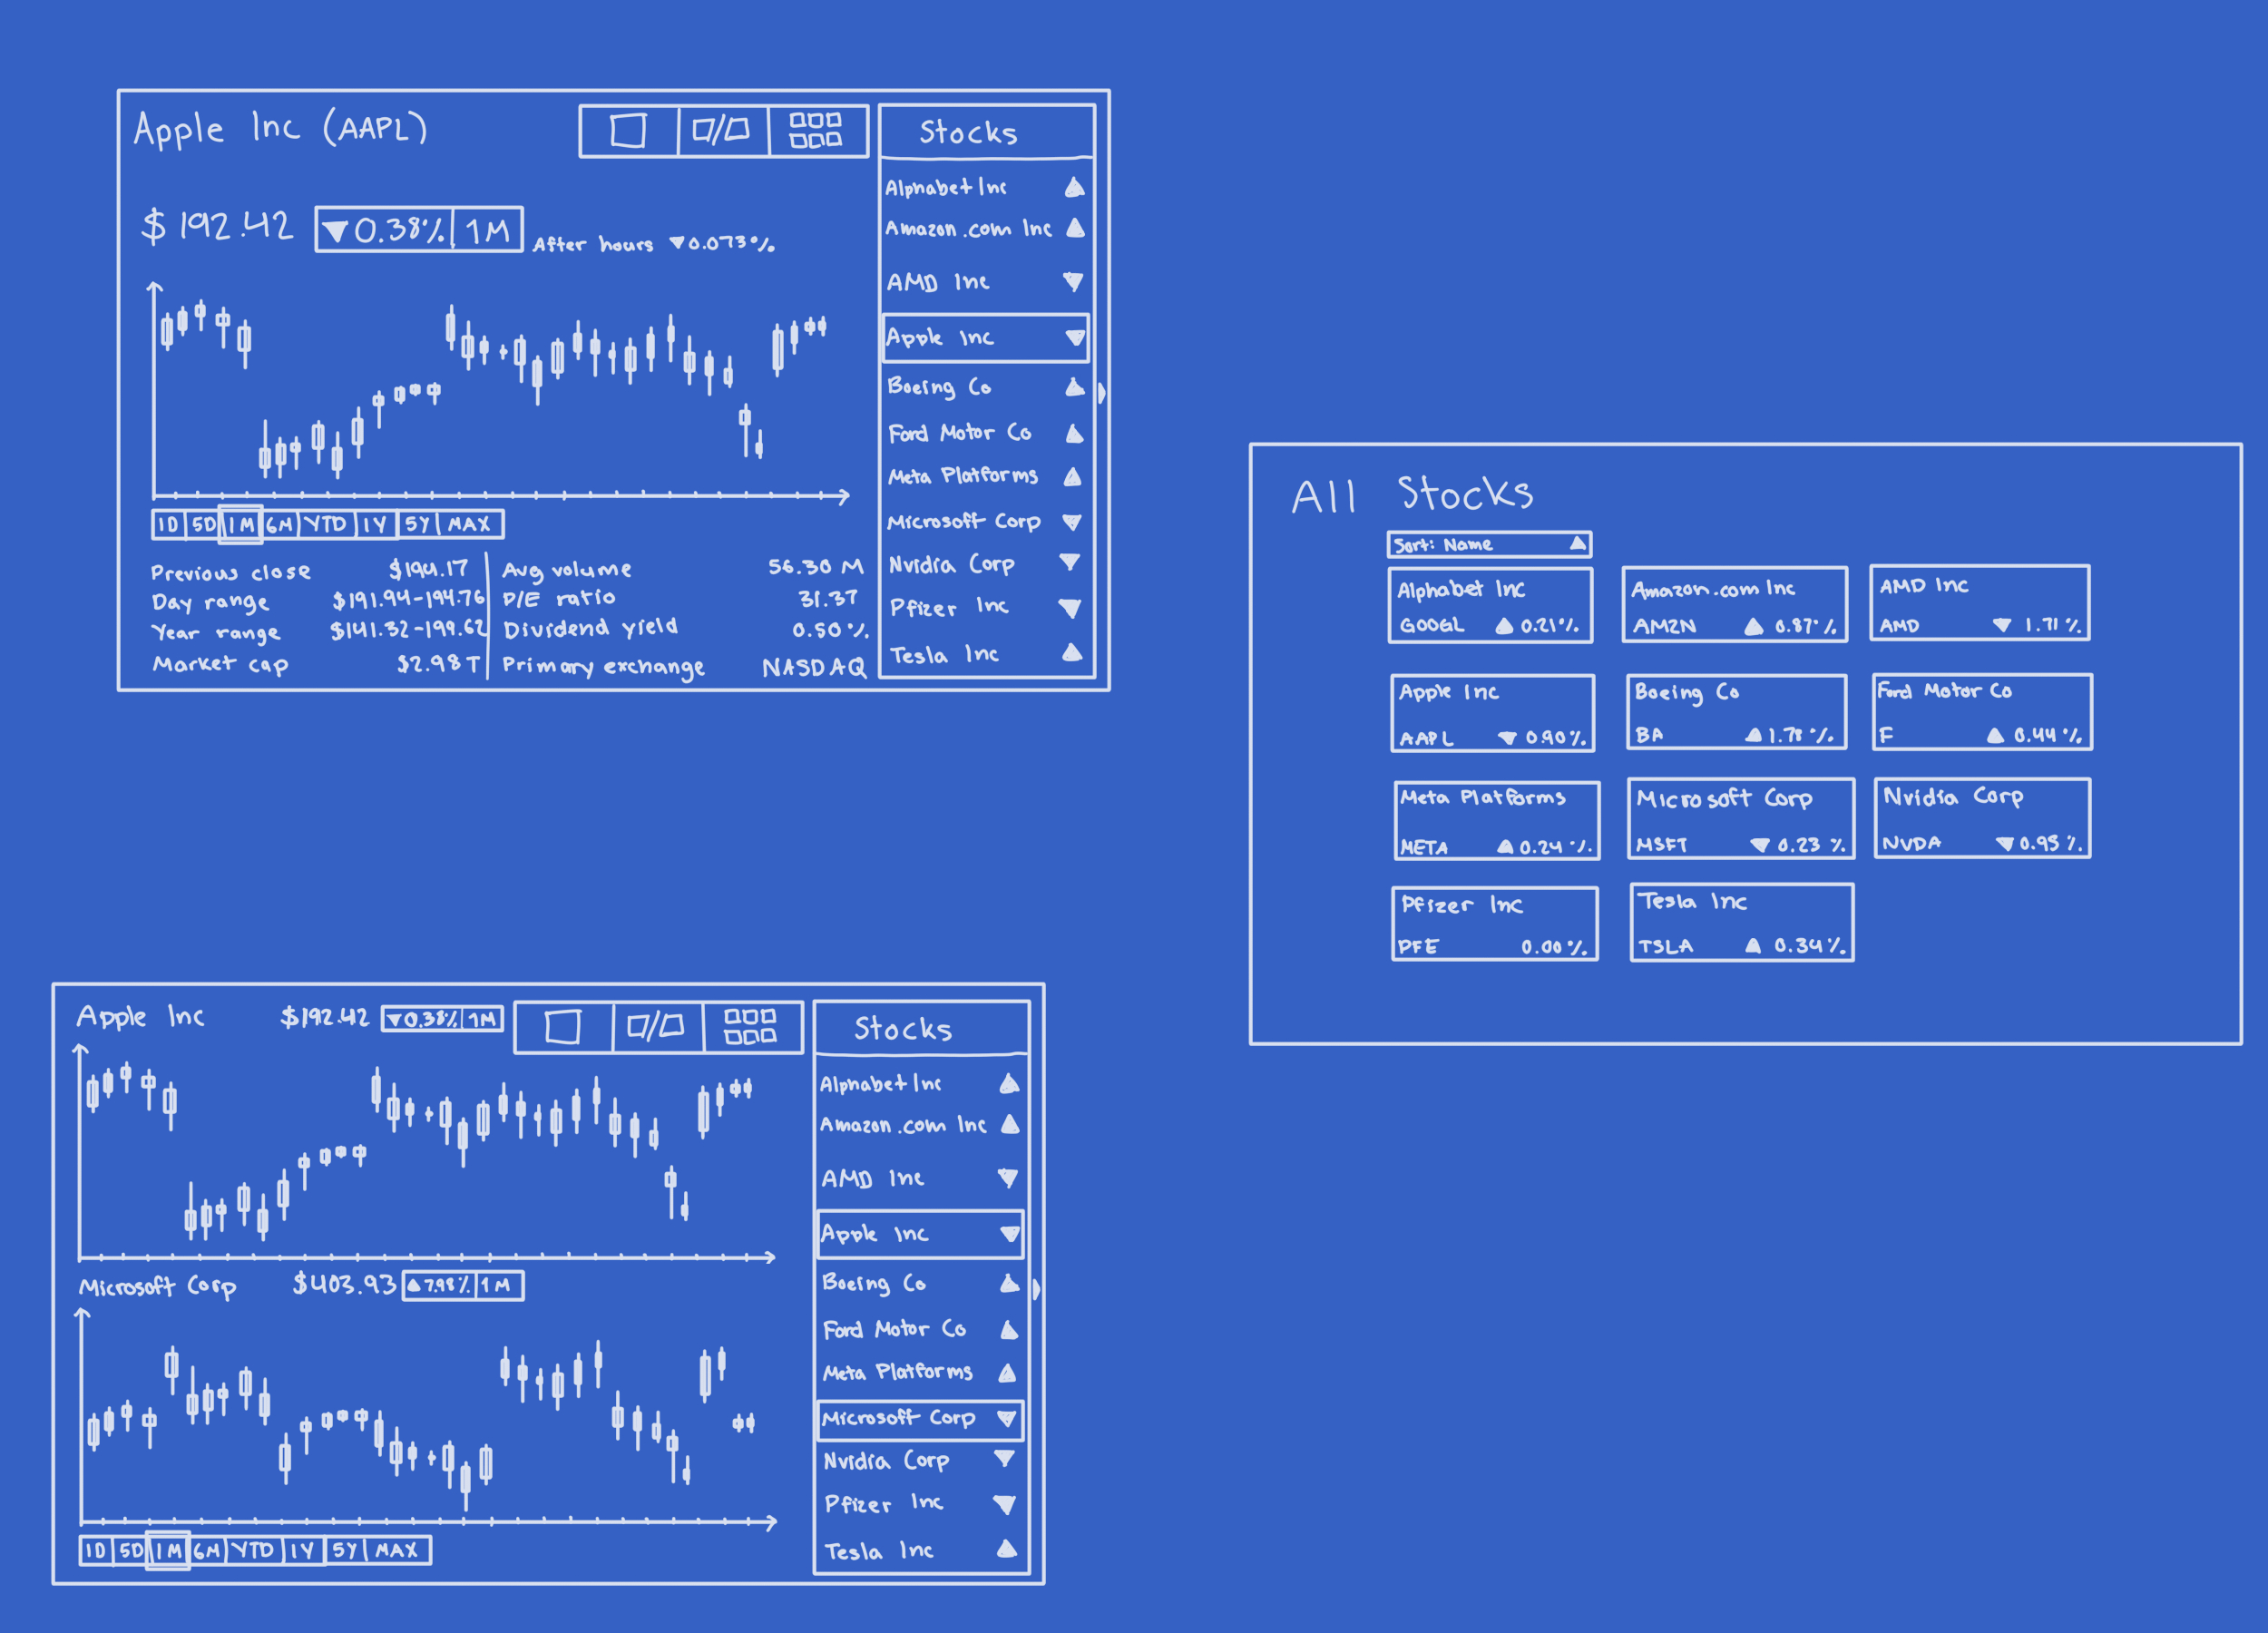 Apple Inc (AAPL)
$192.42 ▼0.38% 1M After hours ▼0.073%
1D 5D 1M 6M YTD 1Y 5Y MAX
Previous close $194.17 Avg volume 56.30 M
Day range $191.94-194.76 P/E ratio 31.37
Year range $141.32-199.62 Dividend yield 0.50%
Market cap $2.98T Primary exchange NASDAQ
Stocks
Alphabet Inc ▲
Amazon.com Inc ▲
AMD Inc ▼
Apple Inc ▼
Boeing Co ▲
Ford Motor Co ▲
Meta Platforms ▲
Microsoft Corp ▼
Nvidia Corp ▼
Pfizer Inc ▼
Tesla Inc ▲
All Stocks
Sort: Name ▲
Alphabet Inc
GOOGL ▲ 0.21%
Amazon.com Inc
AMZN ▲ 0.87%
AMD Inc
AMD ▼ 1.71%
Apple Inc
AAPL ▼ 0.90%
Boeing Co
BA ▲ 1.78%
Ford Motor Co
F ▲ 0.44%
Meta Platforms
META ▲ 0.24%
Microsoft Corp
MSFT ▼ 0.23%
Nvidia Corp
NVDA ▼ 0.95%
Pfizer Inc
PFE 0.00%
Tesla Inc
TSLA ▲ 0.34%
Apple Inc $192.42 ▼0.38% 1M
Microsoft Corp $403.93 ▲7.98% 1M
1D 5D 1M 6M YTD 1Y 5Y MAX
Stocks
Alphabet Inc ▲
Amazon.com Inc ▲
AMD Inc ▼
Apple Inc ▼
Boeing Co ▲
Ford Motor Co ▲
Meta Platforms ▲
Microsoft Corp ▼
Nvidia Corp ▼
Pfizer Inc ▼
Tesla Inc ▲